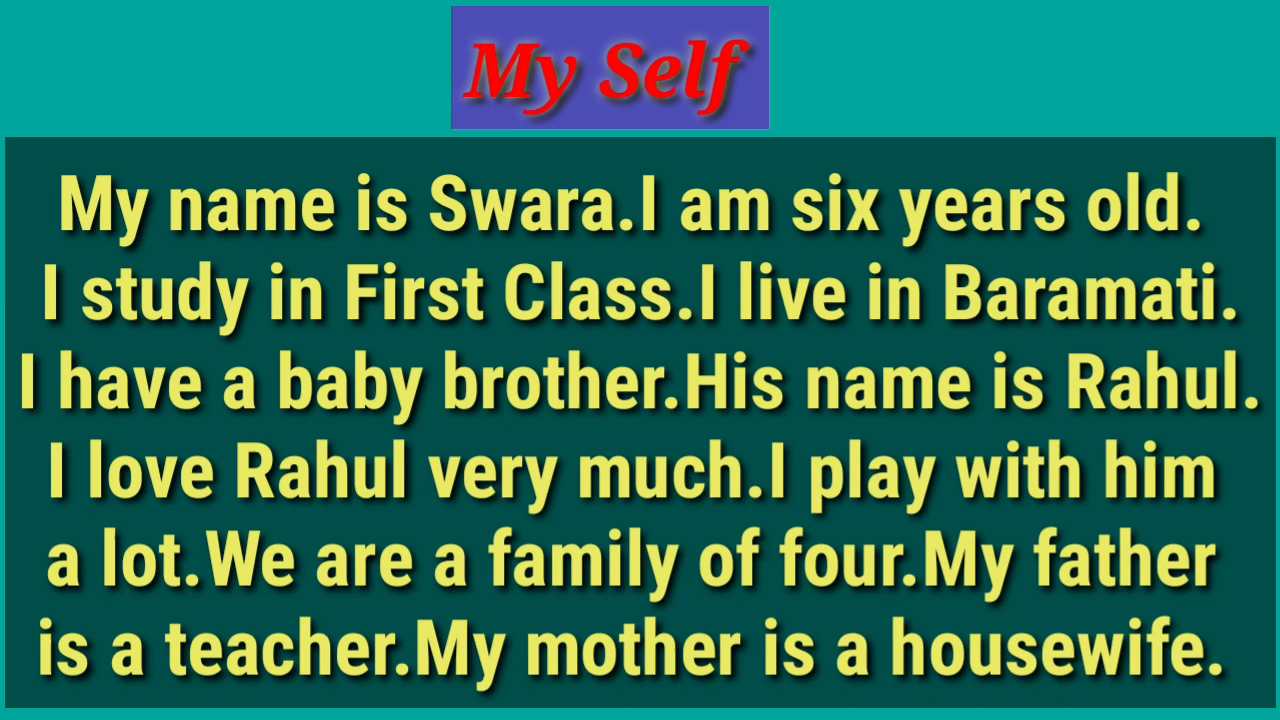 My Self
My name is Swara.I am six years old.
I study in First Class.I live in Baramati.
I have a baby brother.His name is Rahul.
I love Rahul very much.I play with him
a lot.We are a family of four.My father
is a teacher.My mother is a housewife.